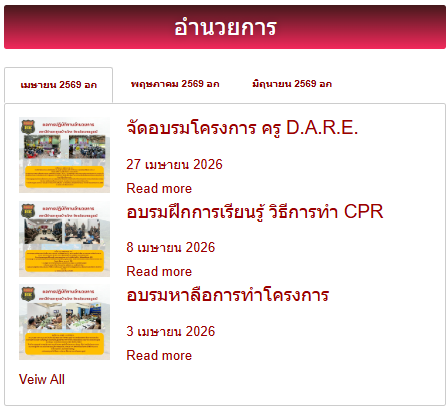 อำนวยการ
เมษายน 2569 อก พฤษภาคม 2569 อก มิถุนายน 2569 อก
จัดอบรมโครงการ ครู D.A.R.E.
27 เมษายน 2026
Read more
อบรมฝึกการเรียนรู้ วิธีการทำ CPR
8 เมษายน 2026
Read more
อบรมหาลือการทำโครงการ
3 เมษายน 2026
Read more
Veiw All